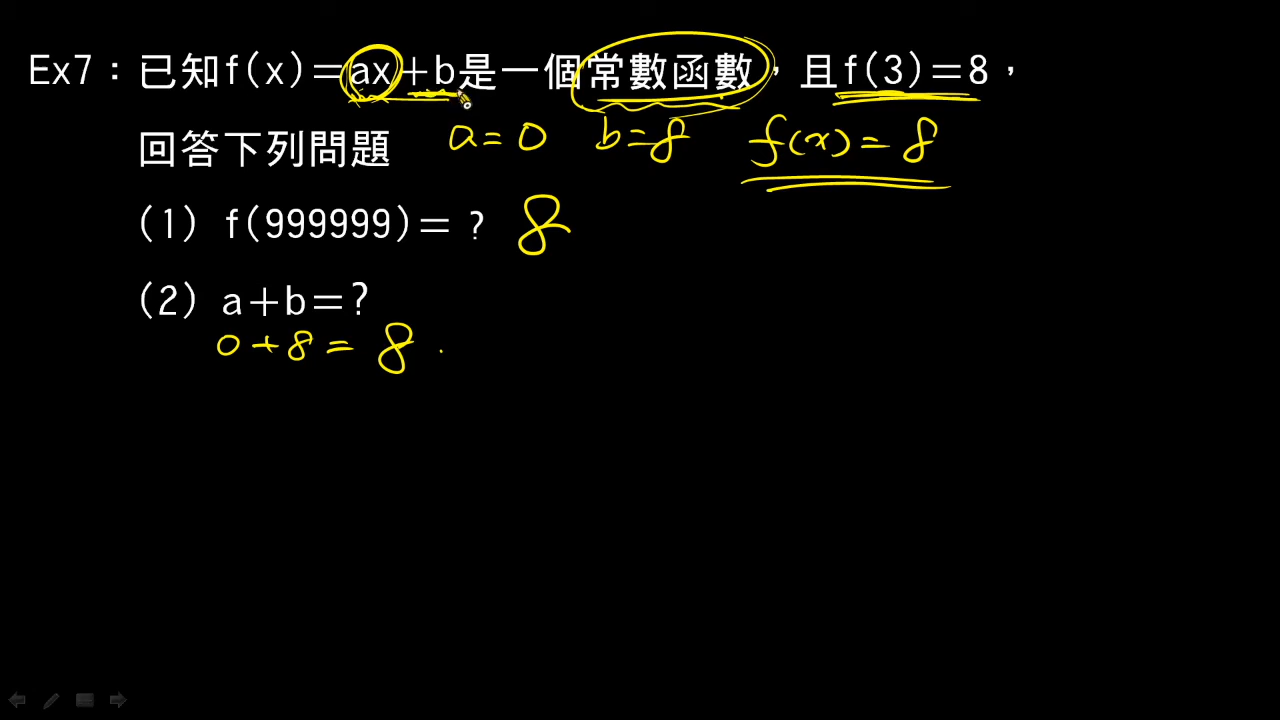 Ex7：已知f(x)=ax+b是一個常數函數，且f(3)=8，
回答下列問題 a=0 b=8 f(x)=8
(1) f(999999)=? 8
(2) a+b=?
0+8=8